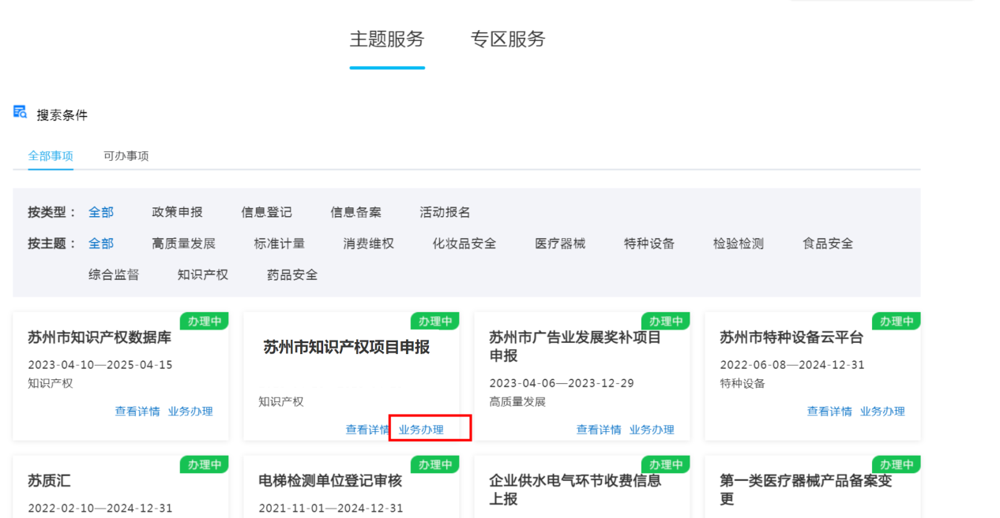 主题服务 专区服务
搜索条件
全部事项 可办事项
按类型： 全部 政策申报 信息登记 信息备案 活动报名
按主题： 全部 高质量发展 标准计量 消费维权 化妆品安全 医疗器械 特种设备 检验检测 食品安全
综合监督 知识产权 药品安全
办理中
苏州市知识产权数据库
2023-04-10—2025-04-15
知识产权
查看详情 业务办理
办理中
苏州市知识产权项目申报
知识产权
查看详情 业务办理
办理中
苏州市广告业发展奖补项目
申报
2023-04-06—2023-12-29
高质量发展
查看详情 业务办理
办理中
苏州市特种设备云平台
2022-06-08—2024-12-31
特种设备
查看详情 业务办理
办理中
苏质汇
2022-02-10—2024-12-31
办理中
电梯检测单位登记审核
2021-11-01—2024-12-31
办理中
企业供水电气环节收费信息
上报
办理中
第一类医疗器械产品备案变
更